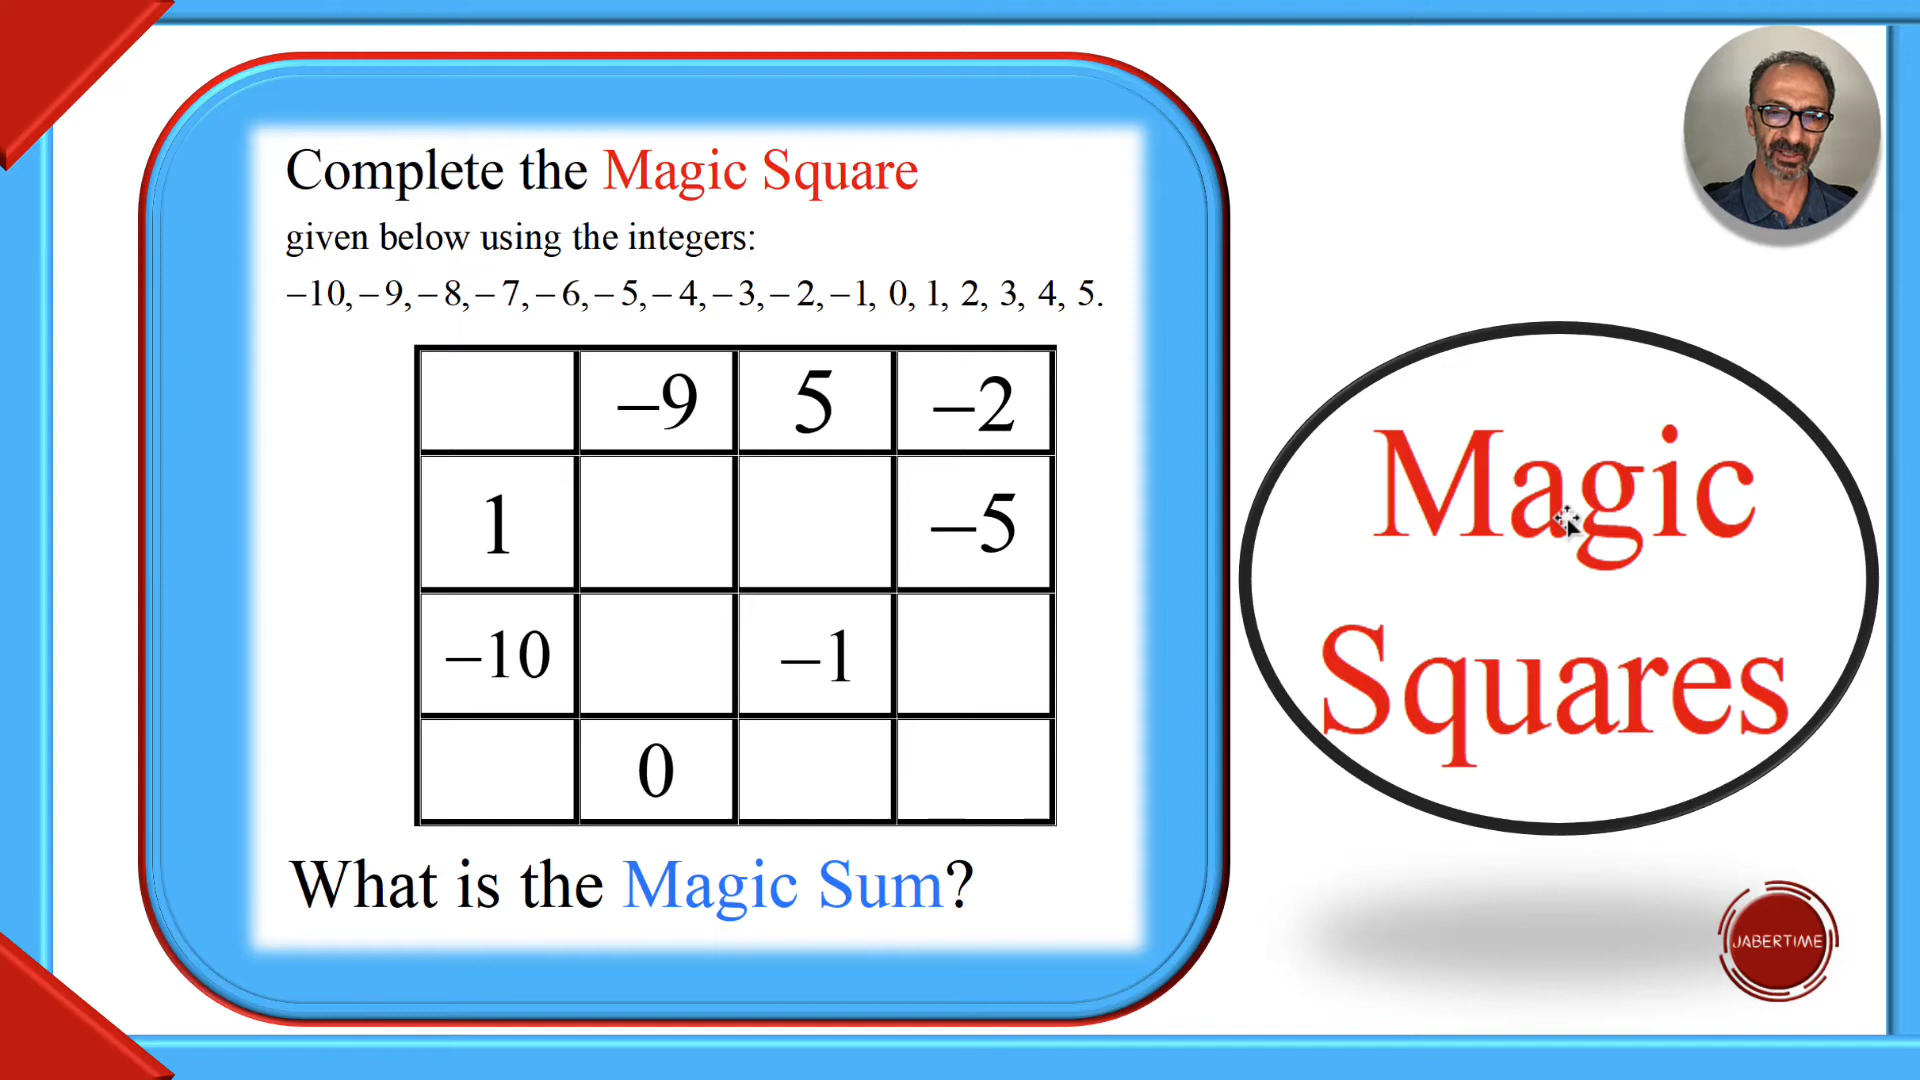 Complete the Magic Square
given below using the integers:
−10, −9, −8, −7, −6, −5, −4, −3, −2, −1, 0, 1, 2, 3, 4, 5.
−9 5 −2
1 −5
−10 −1
0
What is the Magic Sum?
Magic
Squares
JABERTIME